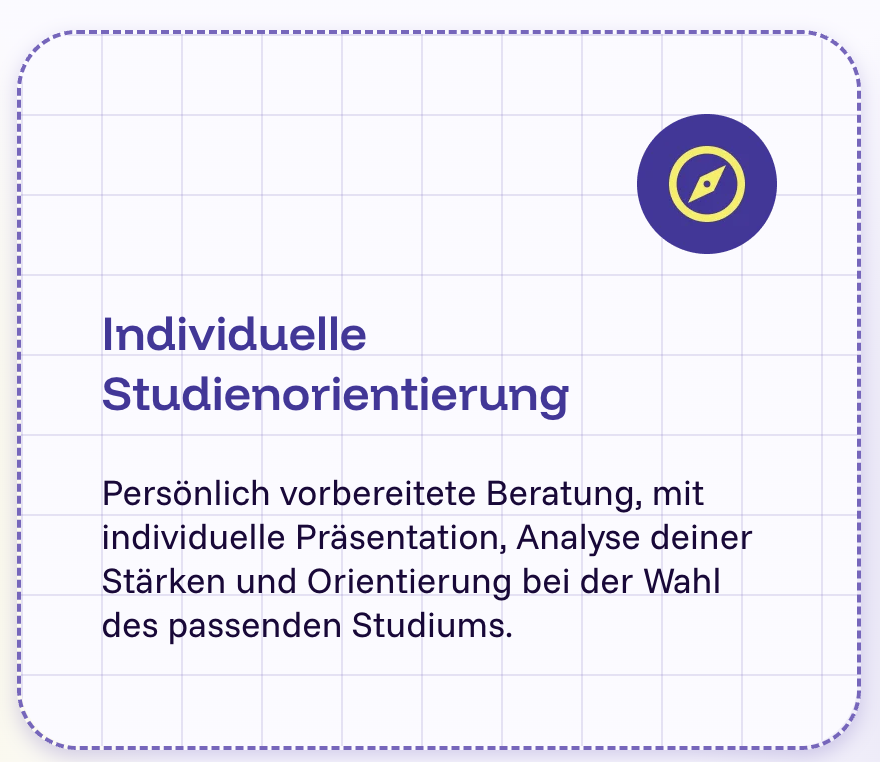 Individuelle
Studienorientierung
Persönlich vorbereitete Beratung, mit
individuelle Präsentation, Analyse deiner
Stärken und Orientierung bei der Wahl
des passenden Studiums.